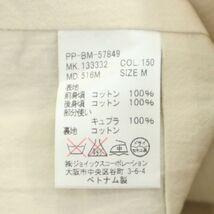 PP-BM-57849
MK. 133332 COL. 150
MD. 516M SIZE M
表地
前身頃 コットン 100%
後身頃 コットン 100%
部分使い
キュプラ 100%
裏地 コットン 100%
㈱ジョイックスコーポレーション
大阪市中央区谷町 3-6-4
ベトナム製